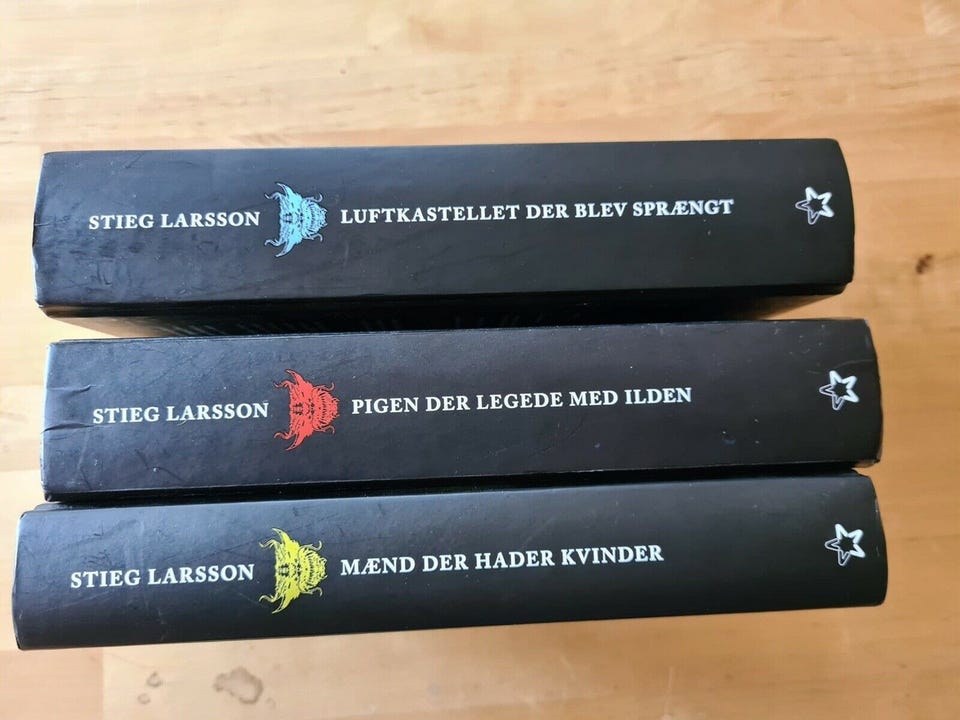 STIEG LARSSON LUFTKASTELLET DER BLEV SPRÆNGT
STIEG LARSSON PIGEN DER LEGEDE MED ILDEN
STIEG LARSSON MÆND DER HADER KVINDER